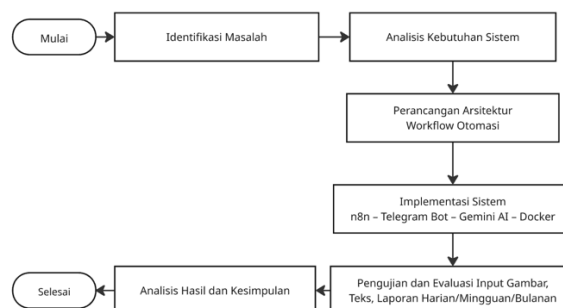 Mulai
Identifikasi Masalah
Analisis Kebutuhan Sistem
Perancangan Arsitektur
Workflow Otomasi
Implementasi Sistem
n8n – Telegram Bot – Gemini AI – Docker
Pengujian dan Evaluasi Input Gambar,
Teks, Laporan Harian/Mingguan/Bulanan
Analisis Hasil dan Kesimpulan
Selesai